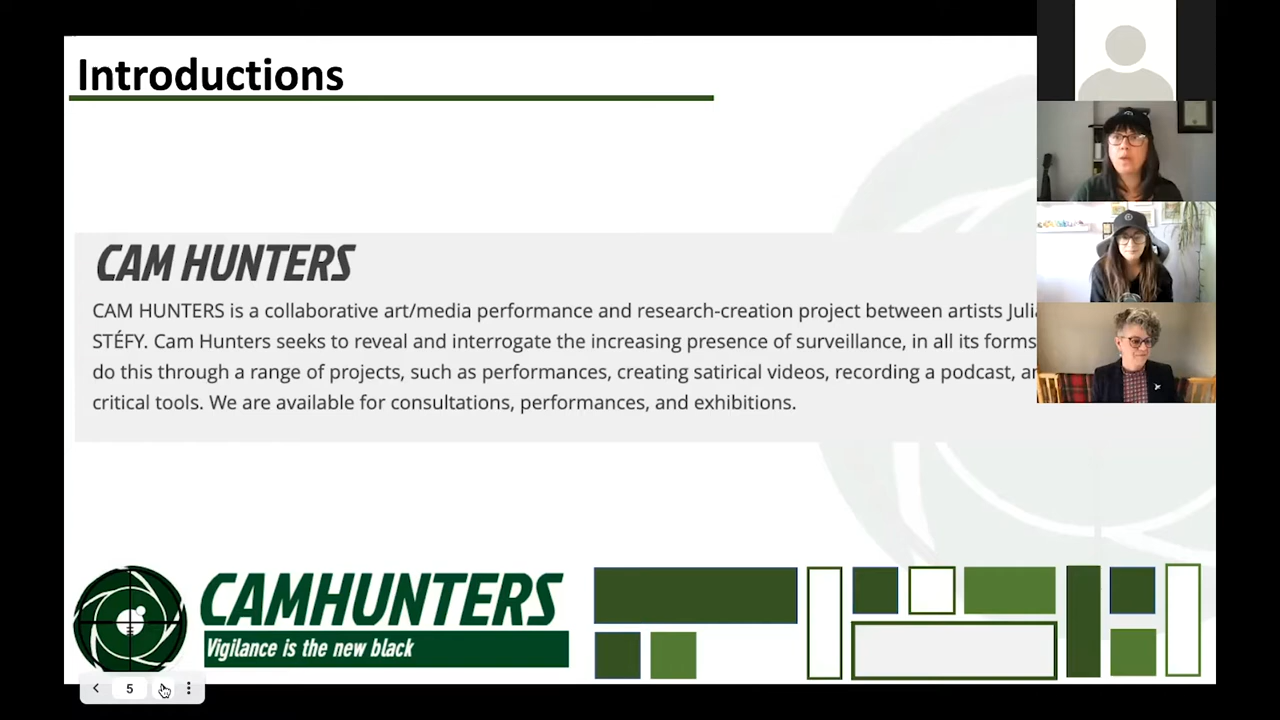 Introductions
CAM HUNTERS
CAM HUNTERS is a collaborative art/media performance and research-creation project between artists
STÉFY. Cam Hunters seeks to reveal and interrogate the increasing presence of surveillance, in all its forms
do this through a range of projects, such as performances, creating satirical videos, recording a podcast,
critical tools. We are available for consultations, performances, and exhibitions.
CAMHUNTERS
Vigilance is the new black
5